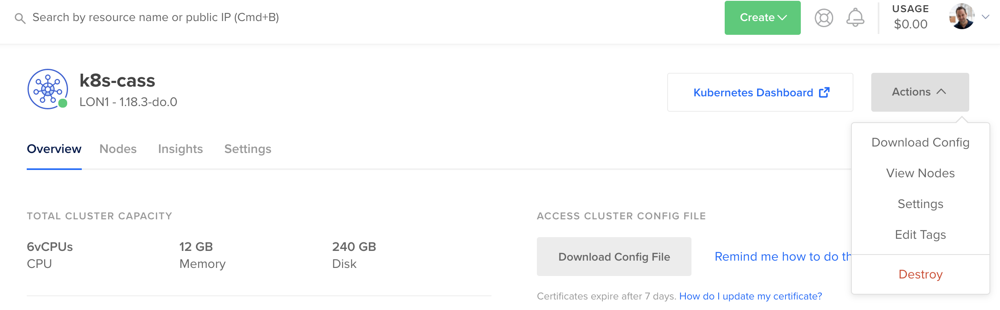 Search by resource name or public IP (Cmd+B)
Create
USAGE
$0.00
k8s-cass
LON1 - 1.18.3-do.0
Kubernetes Dashboard
Actions
Download Config
View Nodes
Settings
Edit Tags
Destroy
Overview
Nodes
Insights
Settings
TOTAL CLUSTER CAPACITY
6vCPUs
CPU
12 GB
Memory
240 GB
Disk
ACCESS CLUSTER CONFIG FILE
Download Config File
Remind me how to do th
Certificates expire after 7 days. How do I update my certificate?